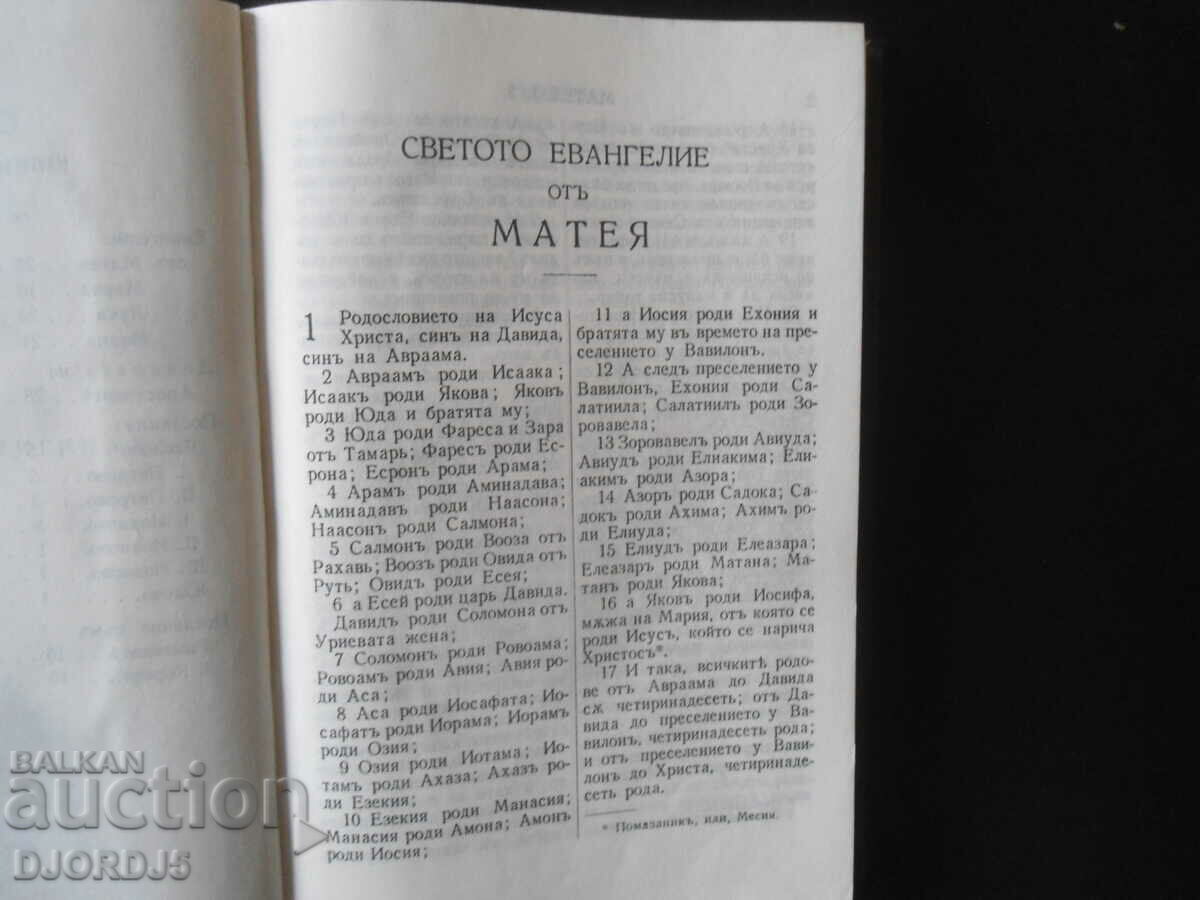 СВЕТОТО ЕВАНГЕЛИЕ
отъ
МАТЕЯ
1 Родословието на Исуса
Христа, синъ на Давида,
синъ на Авраама.
2 Авраамъ роди Исаака;
Исаакъ роди Якова; Яковъ
роди Юда и братята му;
3 Юда роди Фареса и Зара
отъ Тамарь; Фаресъ роди Ес-
рона; Есронъ роди Арама;
4 Арамъ роди Аминадава;
Аминадавъ роди Наасона;
Наасонъ роди Салмона;
5 Салмонъ роди Вооза отъ
Рахавь; Воозъ роди Овида отъ
Руть; Овидъ роди Есея;
6 а Есей роди царь Давида.
Давидъ роди Соломона отъ
Уриевата жена;
7 Соломонъ роди Ровоама;
Ровоамъ роди Авия; Авия ро-
ди Аса;
8 Аса роди Иосафата; Ио-
сафатъ роди Иорама; Иорамъ
роди Озия;
9 Озия роди Иотама; Ио-
тамъ роди Ахаза; Ахазъ ро-
ди Езекия;
10 Езекия роди Манасия;
Манасия роди Амона; Амонъ
роди Иосия;
11 а Иосия роди Ехония и
братята му въ времето на пре-
селението у Вавилонъ.
12 А следъ преселението у
Вавилонъ, Ехония роди Са-
латиила; Салатиилъ роди Зо-
ровавела;
13 Зоровавелъ роди Авиуда;
Авиудъ роди Елиакима; Ели-
акимъ роди Азора;
14 Азоръ роди Садока; Са-
докъ роди Ахима; Ахимъ ро-
ди Елиуда;
15 Елиудъ роди Елеазара;
Елеазаръ роди Матана; Ма-
танъ роди Якова;
16 а Яковъ роди Иосифа,
мѫжа на Мария, отъ която се
роди Исусъ, който се нарича
Христосъ*.
17 И така, всичкитѣ родо-
ве отъ Авраама до Давида
сѫ четиринадесеть; отъ Да-
вида до преселението у Ва-
вилонъ, четиринадесеть рода;
и отъ преселението у Вави-
лонъ до Христа, четиринаде-
сеть рода.
* Помазаникъ, или, Месия.
BALKAN
auction
DJORDJ5